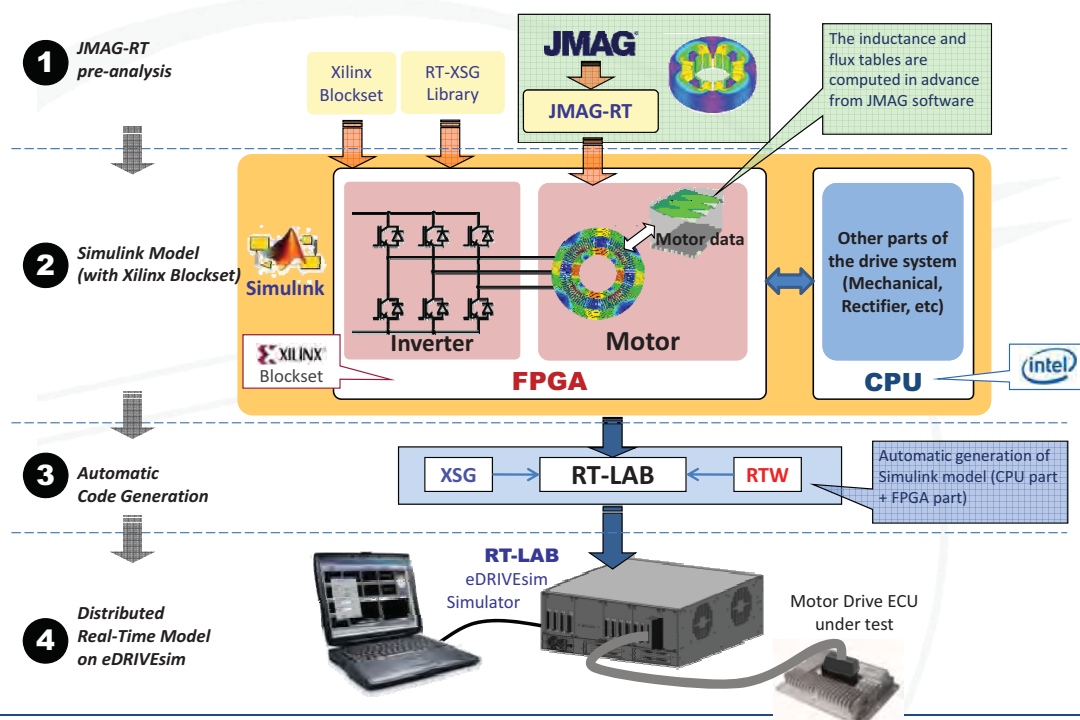 1
JMAG-RT
pre-analysis
Xilinx
Blockset
RT-XSG
Library
JMAG®
JMAG-RT
The inductance and
flux tables are
computed in advance
from JMAG software
2
Simulink Model
(with Xilinx Blockset)
Simulink
Inverter
Motor data
Motor
XILINX®
Blockset
FPGA
Other parts of
the drive system
(Mechanical,
Rectifier, etc)
CPU
intel
3
Automatic
Code Generation
XSG
RT-LAB
RTW
Automatic generation of
Simulink model (CPU part
+ FPGA part)
4
Distributed
Real-Time Model
on eDRIVEsim
RT-LAB
eDRIVEsim
Simulator
Motor Drive ECU
under test